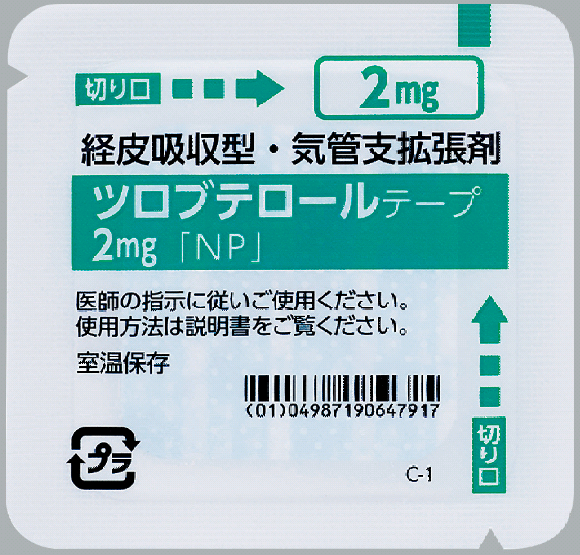 切り口
2mg
経皮吸収型・気管支拡張剤
ツロブテロールテープ
2mg「NP」
医師の指示に従いご使用ください。
使用方法は説明書をご覧ください。
室温保存
(01)04987190647917
プラ
C-1
切り口